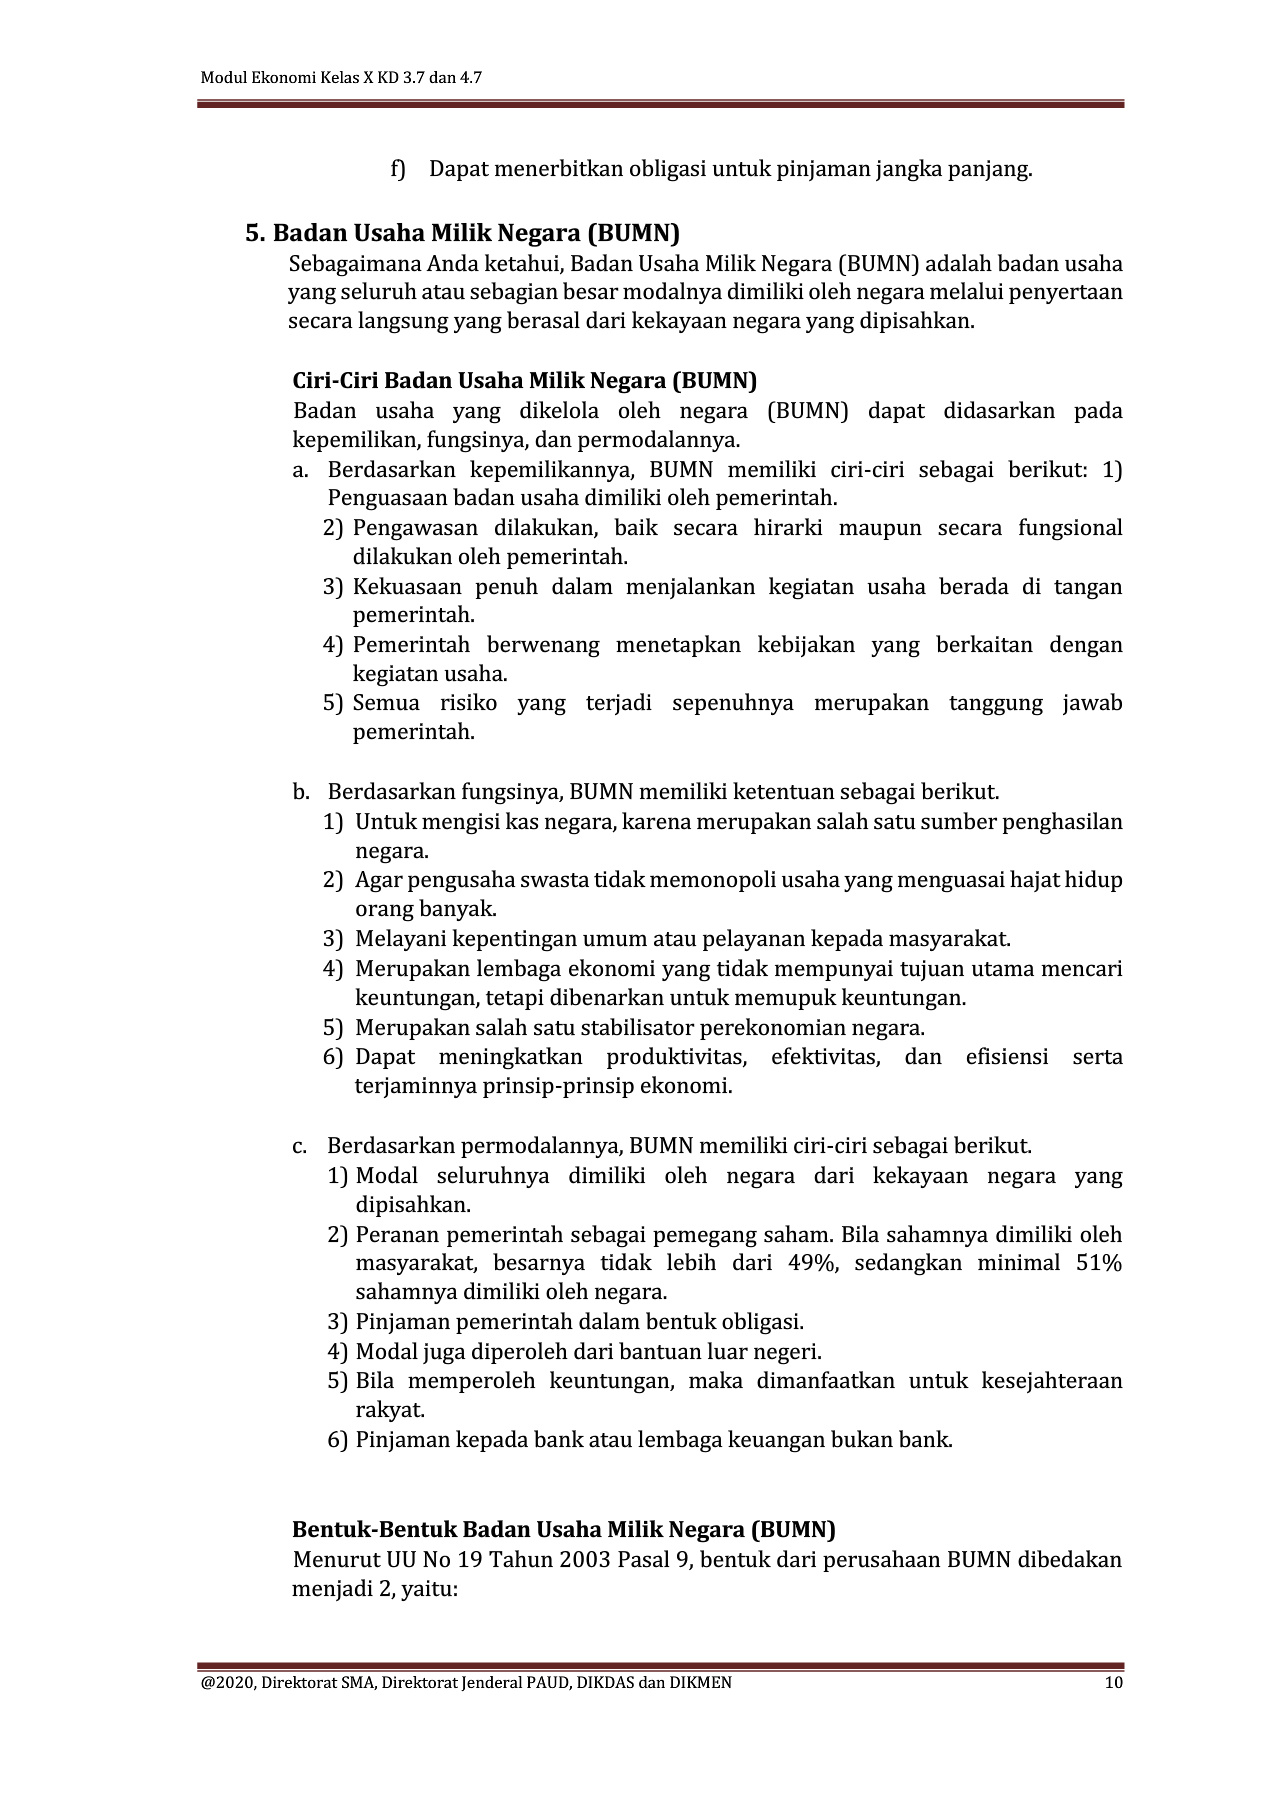 Modul Ekonomi Kelas X KD 3.7 dan 4.7
f) Dapat menerbitkan obligasi untuk pinjaman jangka panjang.
5. Badan Usaha Milik Negara (BUMN)
Sebagaimana Anda ketahui, Badan Usaha Milik Negara (BUMN) adalah badan usaha
yang seluruh atau sebagian besar modalnya dimiliki oleh negara melalui penyertaan
secara langsung yang berasal dari kekayaan negara yang dipisahkan.
Ciri-Ciri Badan Usaha Milik Negara (BUMN)
Badan usaha yang dikelola oleh negara (BUMN) dapat didasarkan pada
kepemilikan, fungsinya, dan permodalannya.
a. Berdasarkan kepemilikannya, BUMN memiliki ciri-ciri sebagai berikut: 1)
Penguasaan badan usaha dimiliki oleh pemerintah.
2) Pengawasan dilakukan, baik secara hirarki maupun secara fungsional
dilakukan oleh pemerintah.
3) Kekuasaan penuh dalam menjalankan kegiatan usaha berada di tangan
pemerintah.
4) Pemerintah berwenang menetapkan kebijakan yang berkaitan dengan
kegiatan usaha.
5) Semua risiko yang terjadi sepenuhnya merupakan tanggung jawab
pemerintah.
b. Berdasarkan fungsinya, BUMN memiliki ketentuan sebagai berikut.
1) Untuk mengisi kas negara, karena merupakan salah satu sumber penghasilan
negara.
2) Agar pengusaha swasta tidak memonopoli usaha yang menguasai hajat hidup
orang banyak.
3) Melayani kepentingan umum atau pelayanan kepada masyarakat.
4) Merupakan lembaga ekonomi yang tidak mempunyai tujuan utama mencari
keuntungan, tetapi dibenarkan untuk memupuk keuntungan.
5) Merupakan salah satu stabilisator perekonomian negara.
6) Dapat meningkatkan produktivitas, efektivitas, dan efisiensi serta
terjaminnya prinsip-prinsip ekonomi.
c. Berdasarkan permodalannya, BUMN memiliki ciri-ciri sebagai berikut.
1) Modal seluruhnya dimiliki oleh negara dari kekayaan negara yang
dipisahkan.
2) Peranan pemerintah sebagai pemegang saham. Bila sahamnya dimiliki oleh
masyarakat, besarnya tidak lebih dari 49%, sedangkan minimal 51%
sahamnya dimiliki oleh negara.
3) Pinjaman pemerintah dalam bentuk obligasi.
4) Modal juga diperoleh dari bantuan luar negeri.
5) Bila memperoleh keuntungan, maka dimanfaatkan untuk kesejahteraan
rakyat.
6) Pinjaman kepada bank atau lembaga keuangan bukan bank.
Bentuk-Bentuk Badan Usaha Milik Negara (BUMN)
Menurut UU No 19 Tahun 2003 Pasal 9, bentuk dari perusahaan BUMN dibedakan
menjadi 2, yaitu:
@2020, Direktorat SMA, Direktorat Jenderal PAUD, DIKDAS dan DIKMEN 10